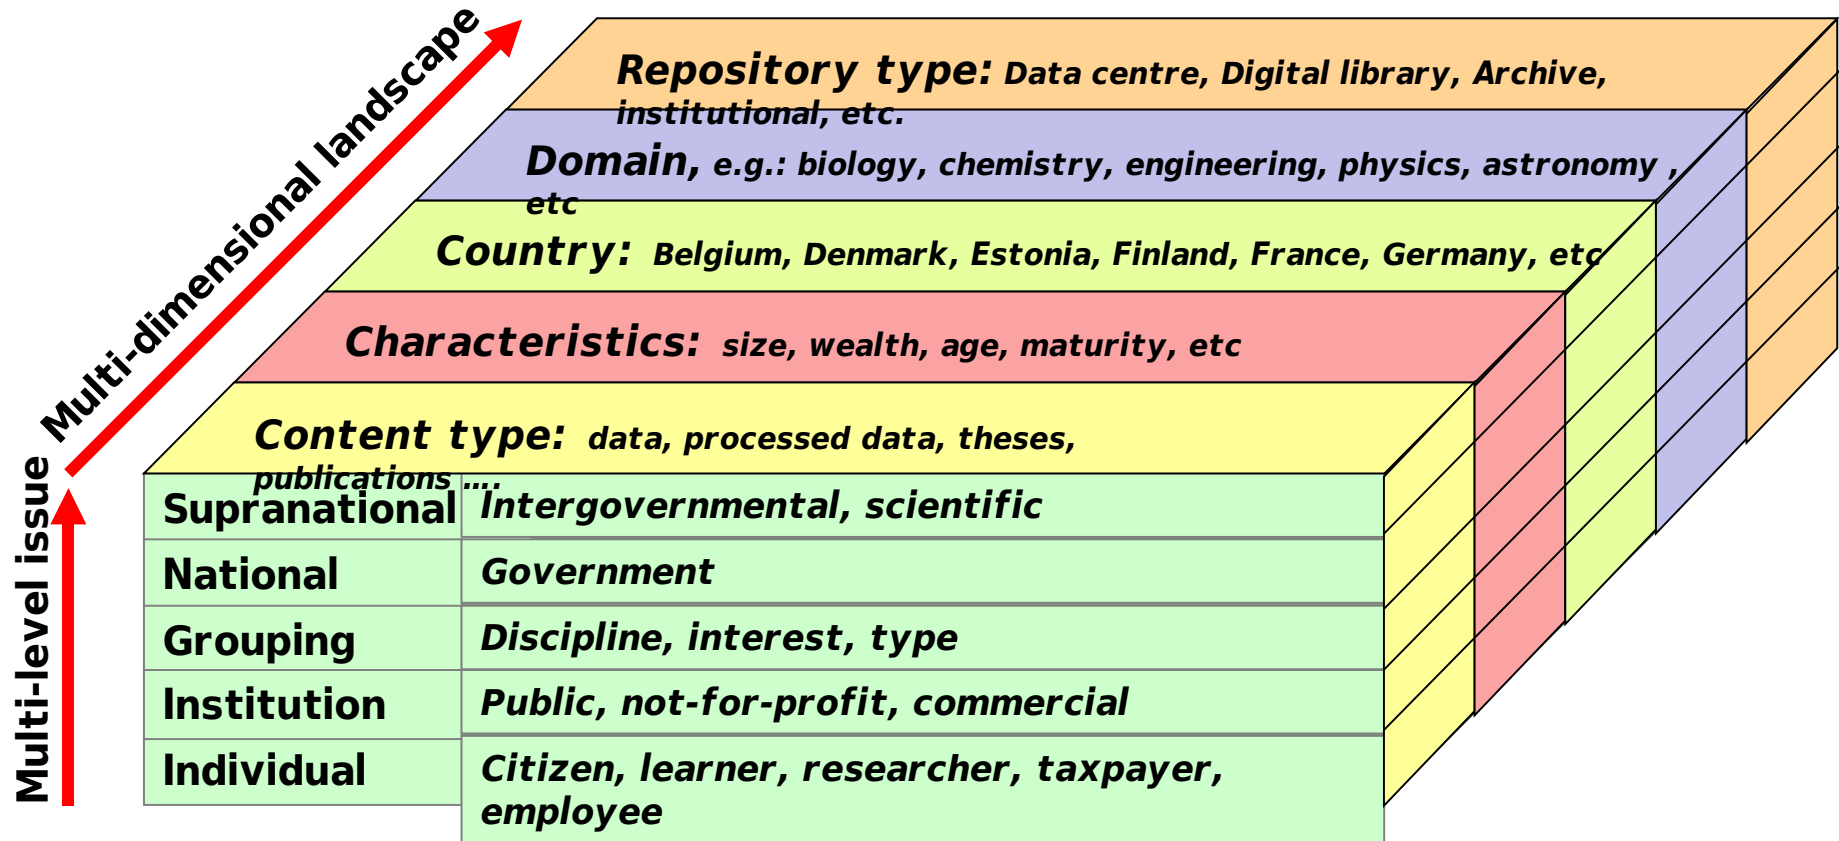 Multi-dimensional landscape
Repository type: Data centre, Digital library, Archive,
institutional, etc.
Domain, e.g.: biology, chemistry, engineering, physics, astronomy ,
etc
Country: Belgium, Denmark, Estonia, Finland, France, Germany, etc
Characteristics: size, wealth, age, maturity, etc
Content type: data, processed data, theses,
publications ....
Multi-level issue
Supranational Intergovernmental, scientific
National Government
Grouping Discipline, interest, type
Institution Public, not-for-profit, commercial
Individual Citizen, learner, researcher, taxpayer,
employee